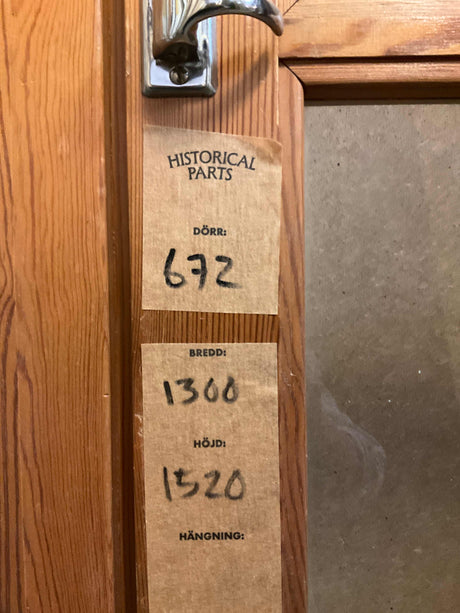 HISTORICAL
PARTS
DÖRR:
672
BREDD:
1300
HÖJD:
1520
HÄNGNING: